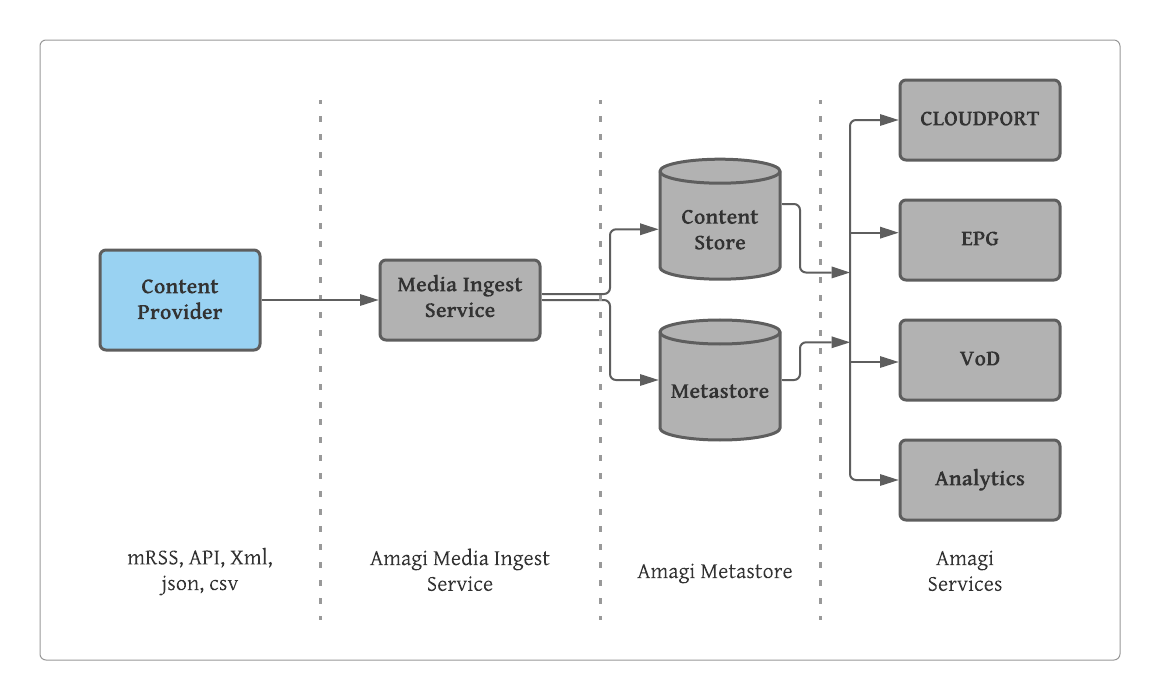 Content
Provider
Media Ingest
Service
Content
Store
Metastore
CLOUDPORT
EPG
VoD
Analytics
mRSS, API, Xml,
json, csv
Amagi Media Ingest
Service
Amagi Metastore
Amagi
Services